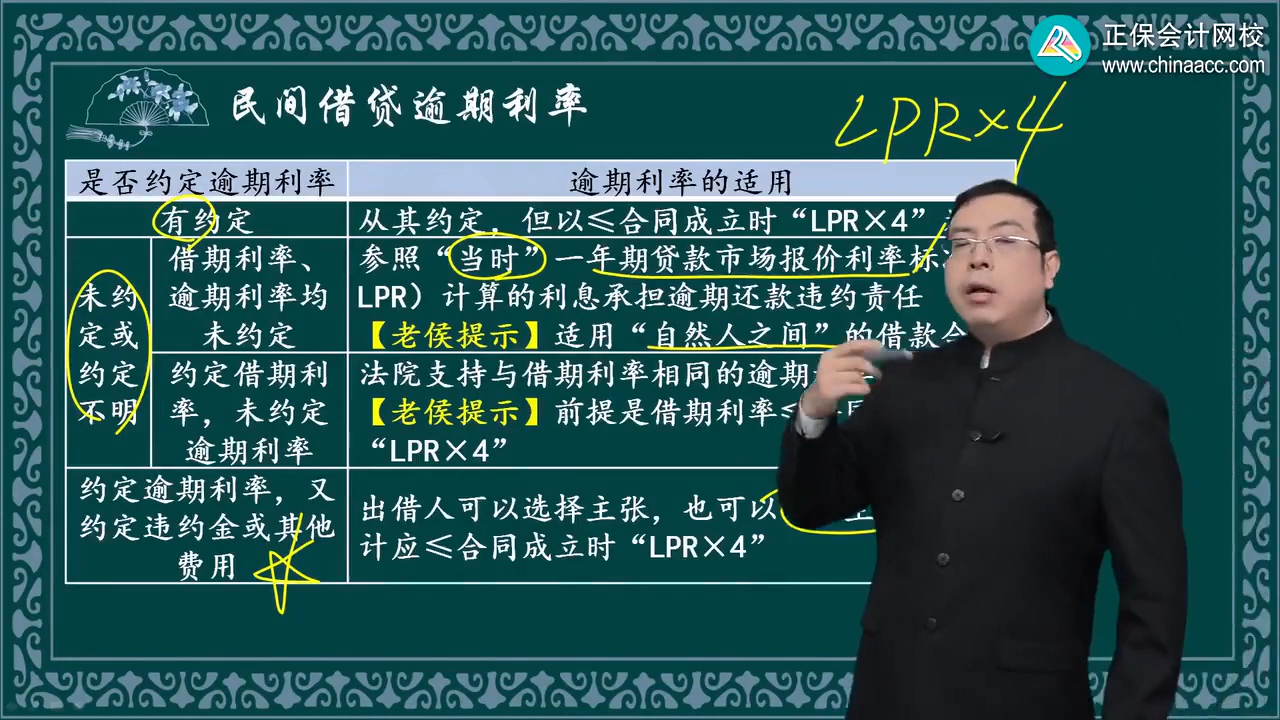 正保会计网校
www.chinaacc.com
民间借贷逾期利率
LPR×4
是否约定逾期利率
逾期利率的适用
有约定
从其约定，但以≤合同成立时“LPR×4”
未约
定或
约定
不明
借期利率、
逾期利率均
未约定
参照“当时”一年期贷款市场报价利率标
LPR）计算的利息承担逾期还款违约责任
【老侯提示】适用“自然人之间”的借款合
约定借期利
率，未约定
逾期利率
法院支持与借期利率相同的逾期
【老侯提示】前提是借期利率≤
“LPR×4”
约定逾期利率，又
约定违约金或其他
费用
出借人可以选择主张，也可以
计应≤合同成立时“LPR×4”